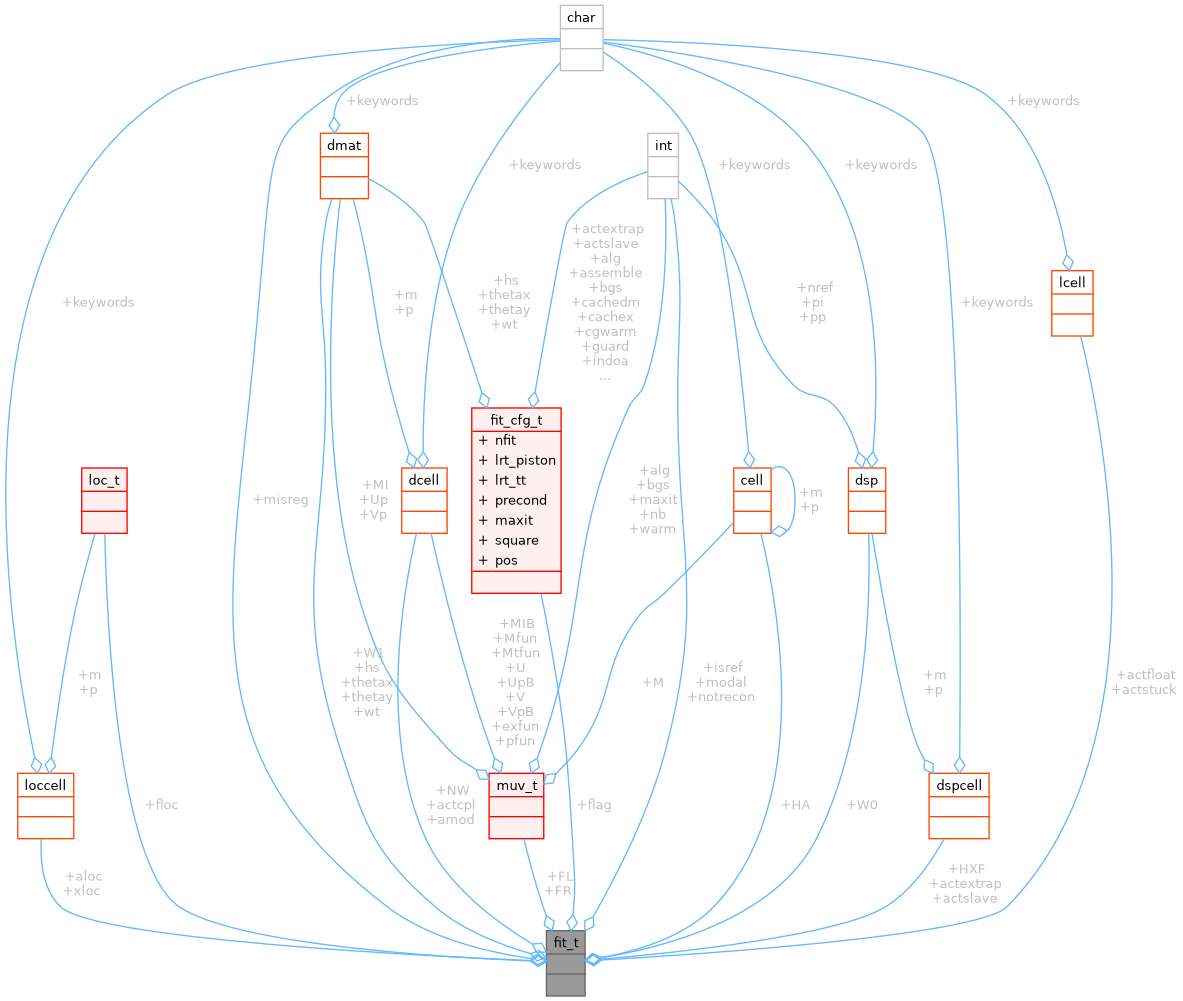 char
+keywords
+keywords
dmat
int
+keywords
+keywords
+keywords
+actextrap
+actslave
+alg
+assemble
+bgs
+cachedm
+cachex
+cgwarm
+guard
+indoa
...
lcell
+hs
+thetax
+thetay
+wt
+nref
+pi
+pp
+m
+p
+keywords
+keywords
fit_cfg_t
+ nfit
+ lrt_piston
+ lrt_tt
+ precond
+ maxit
+ square
+ pos
loc_t
dcell
cell
dsp
+misreg
+MI
+Up
+Vp
+alg
+bgs
+maxit
+nb
+warm
+m
+p
+MIB
+Mfun
+Mtfun
+U
+UpB
+V
+VpB
+exfun
+pfun
+m
+p
+W1
+hs
+thetax
+thetay
+wt
+M
+isref
+modal
+notrecon
+m
+p
+actfloat
+actstuck
loccell
muv_t
dspcell
+floc
+NW
+actcpl
+amod
+flag
+HA
+W0
+aloc
+xloc
+FL
+FR
+HXF
+actextrap
+actslave
fit_t